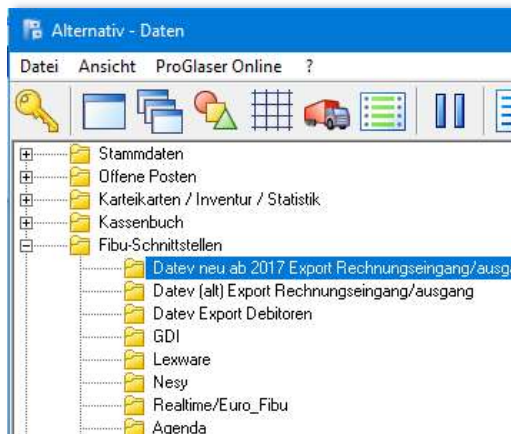 Alternativ - Daten
Datei Ansicht ProGlaser Online ?
Stammdaten
Offene Posten
Karteikarten / Inventur / Statistik
Kassenbuch
Fibu-Schnittstellen
Datev neu ab 2017 Export Rechnungseingang/ausga
Datev (alt) Export Rechnungseingang/ausgang
Datev Export Debitoren
GDI
Lexware
Nesy
Realtime/Euro_Fibu
Agenda